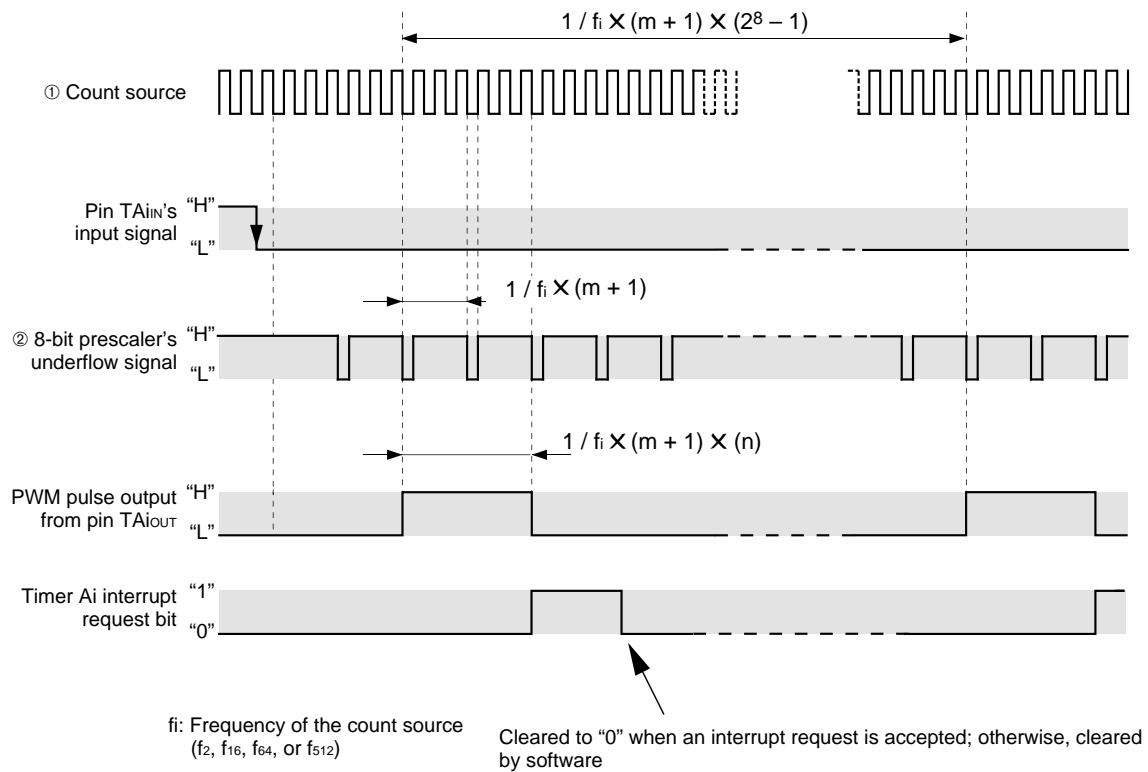 1 / fi X (m + 1) X (2⁸ – 1)
① Count source
Pin TAiIN’s
input signal
“H”
“L”
1 / fi X (m + 1)
② 8-bit prescaler’s
underflow signal
“H”
“L”
1 / fi X (m + 1) X (n)
PWM pulse output
from pin TAiOUT
“H”
“L”
Timer Ai interrupt
request bit
“1”
“0”
fi: Frequency of the count source
(f2, f16, f64, or f512)
Cleared to “0” when an interrupt request is accepted; otherwise, cleared
by software